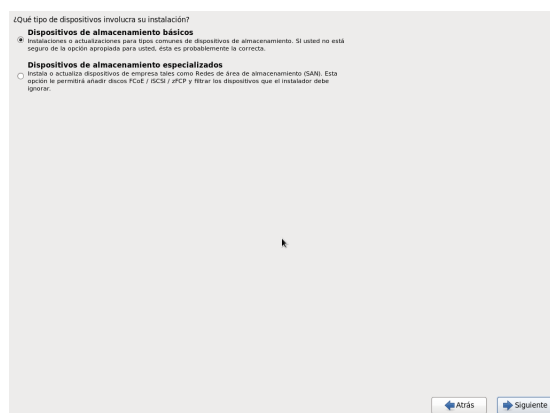 ¿Qué tipo de dispositivos involucra su instalación?
Dispositivos de almacenamiento básicos
Instalaciones o actualizaciones para tipos comunes de dispositivos de almacenamiento. SI usted no está
seguro de la opción apropiada para usted, ésta es probablemente la correcta.
Dispositivos de almacenamiento especializados
Instala o actualiza dispositivos de empresa tales como Redes de área de almacenamiento (SAN). Esta
opción le permitirá añadir discos FCoE / iSCSI / zFCP y filtrar los dispositivos que el instalador debe
ignorar.
Atrás
Siguiente